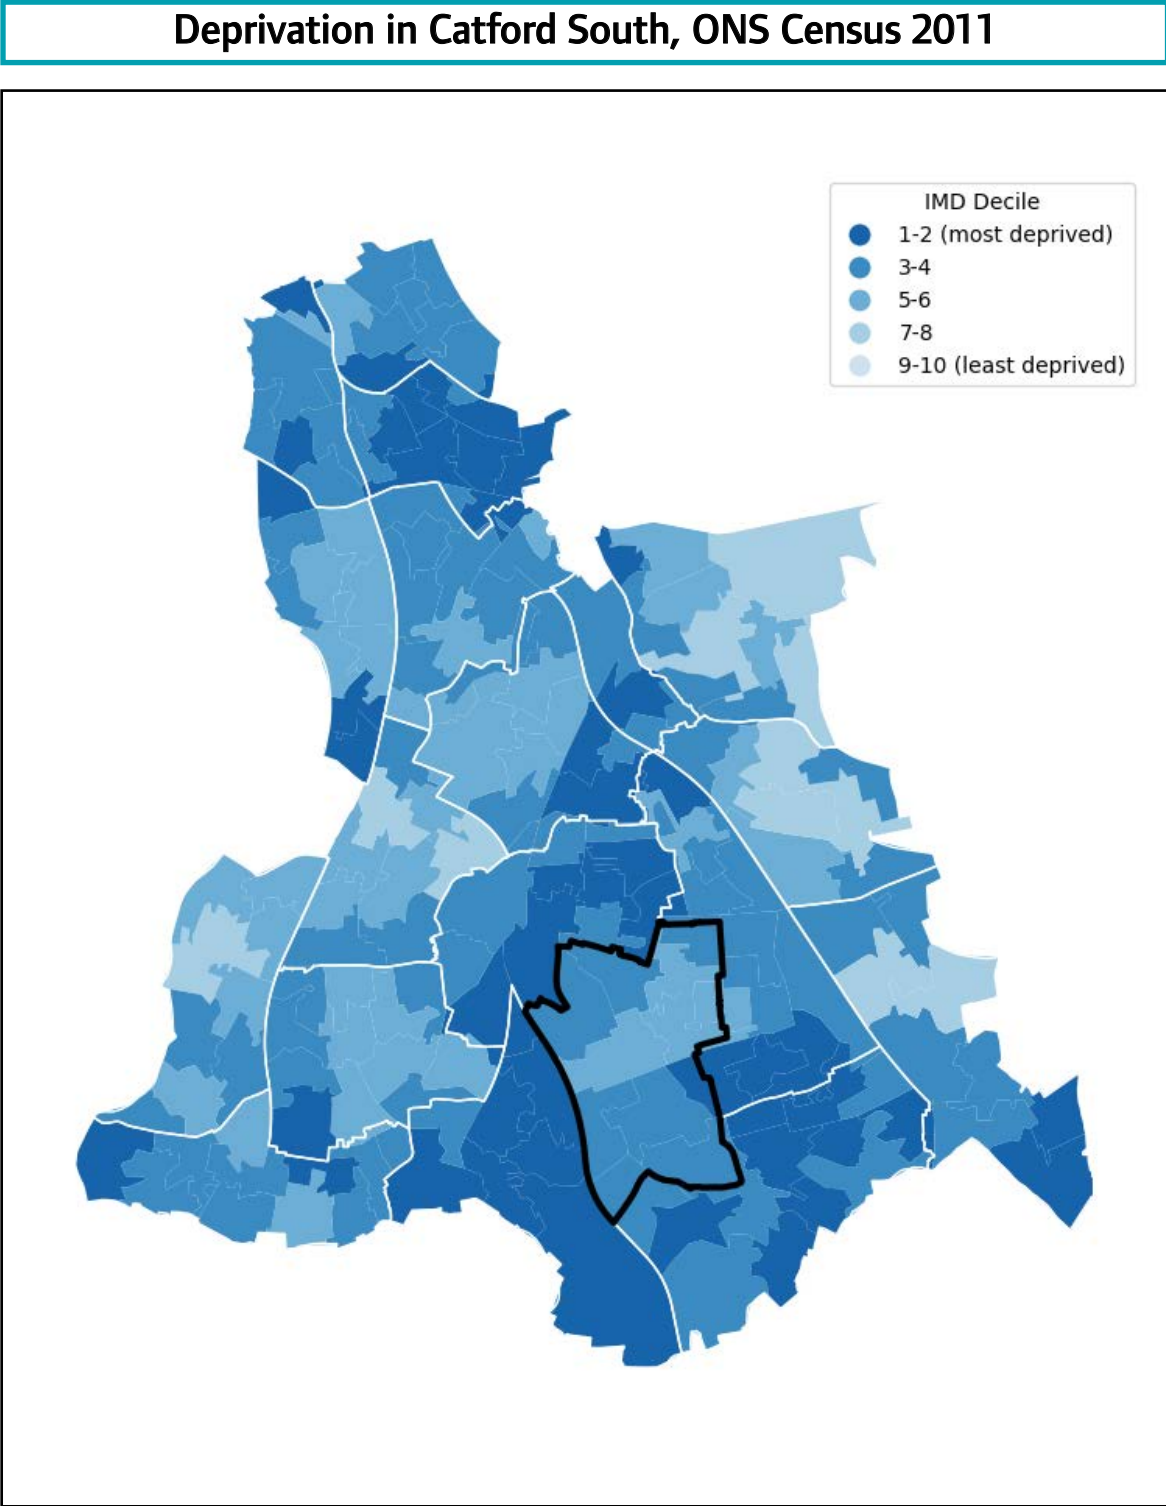 Deprivation in Catford South, ONS Census 2011
IMD Decile
1-2 (most deprived)
3-4
5-6
7-8
9-10 (least deprived)